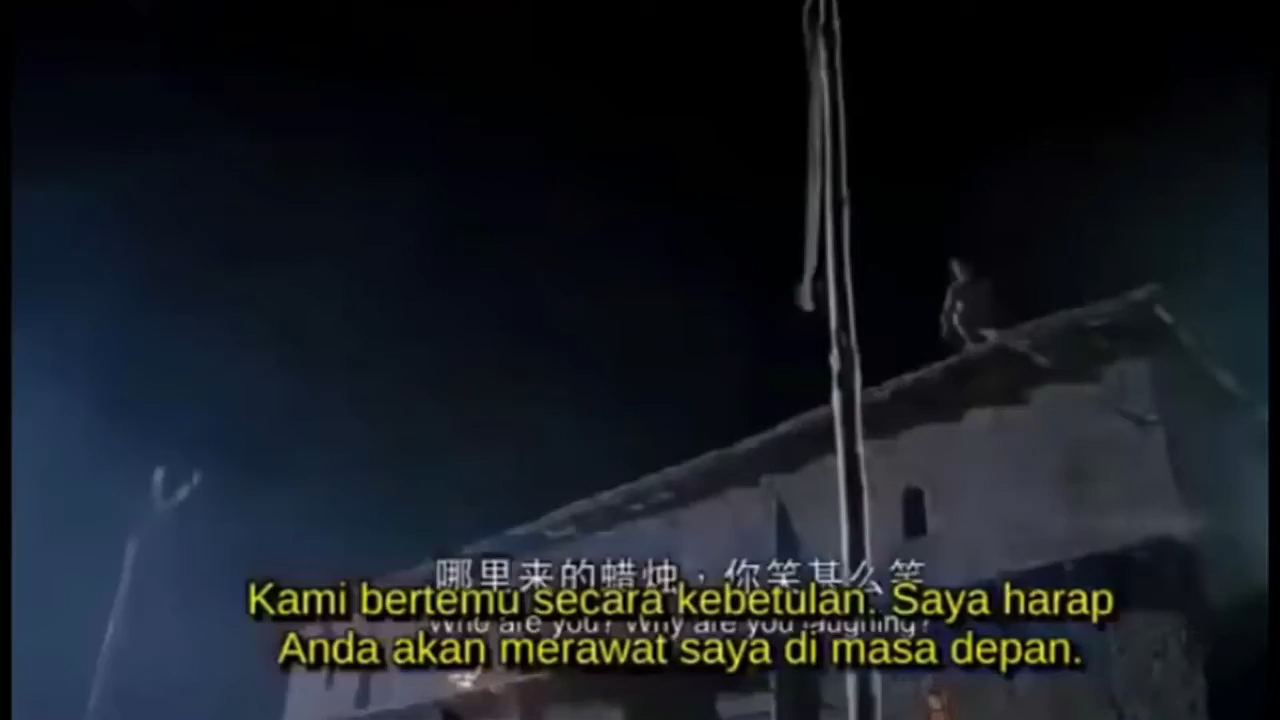 哪里来的蜡烛，你笑甚么笑
Kami bertemu secara kebetulan. Saya harap
Who are you? Why are you laughing?
Anda akan merawat saya di masa depan.